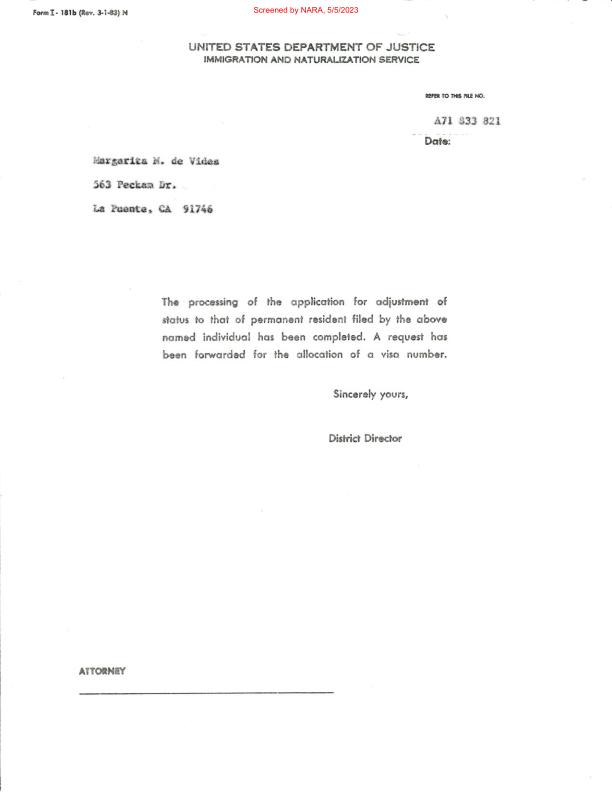 Form I - 181b (Rev. 3-1-83) N
Screened by NARA, 5/5/2023
UNITED STATES DEPARTMENT OF JUSTICE
IMMIGRATION AND NATURALIZATION SERVICE
REFER TO THIS FILE NO.
A71 833 821
Date:
Margarita M. de Vides
563 Peckam Dr.
La Puente, CA 91746
The processing of the application for adjustment of
status to that of permanent resident filed by the above
named individual has been completed. A request has
been forwarded for the allocation of a visa number.
Sincerely yours,
District Director
ATTORNEY